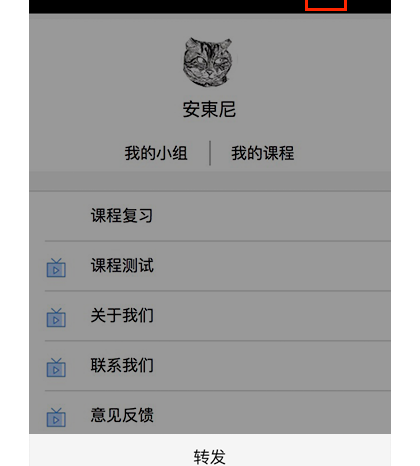 安東尼
我的小组 我的课程
课程复习
课程测试
关于我们
联系我们
意见反馈
转发